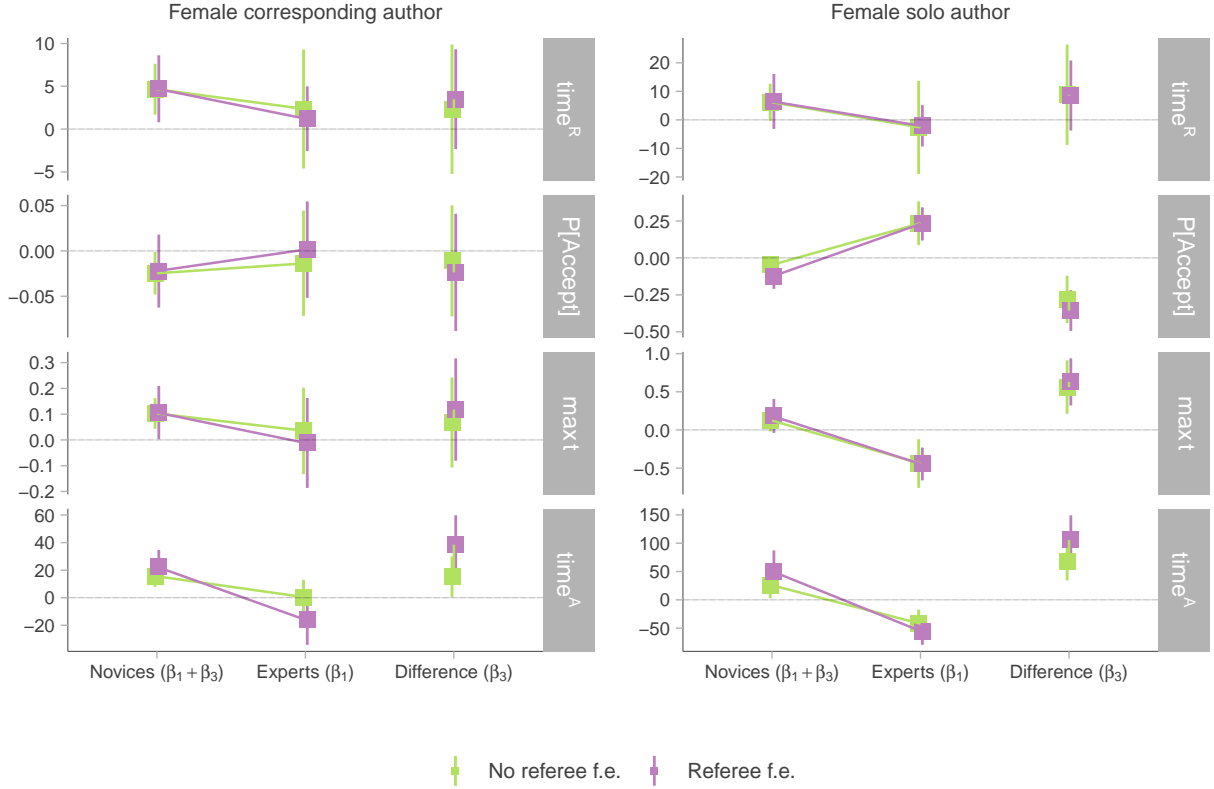 Female corresponding author
Female solo author
10
5
0
−5
time^R
20
10
0
−10
−20
time^R
0.05
0.00
−0.05
P[Accept]
0.25
0.00
−0.25
−0.50
P[Accept]
0.3
0.2
0.1
0.0
−0.1
−0.2
max t
1.0
0.5
0.0
−0.5
max t
60
40
20
0
−20
time^A
150
100
50
0
−50
time^A
Novices (β₁ + β₃) Experts (β₁) Difference (β₃)
Novices (β₁ + β₃) Experts (β₁) Difference (β₃)
No referee f.e. Referee f.e.